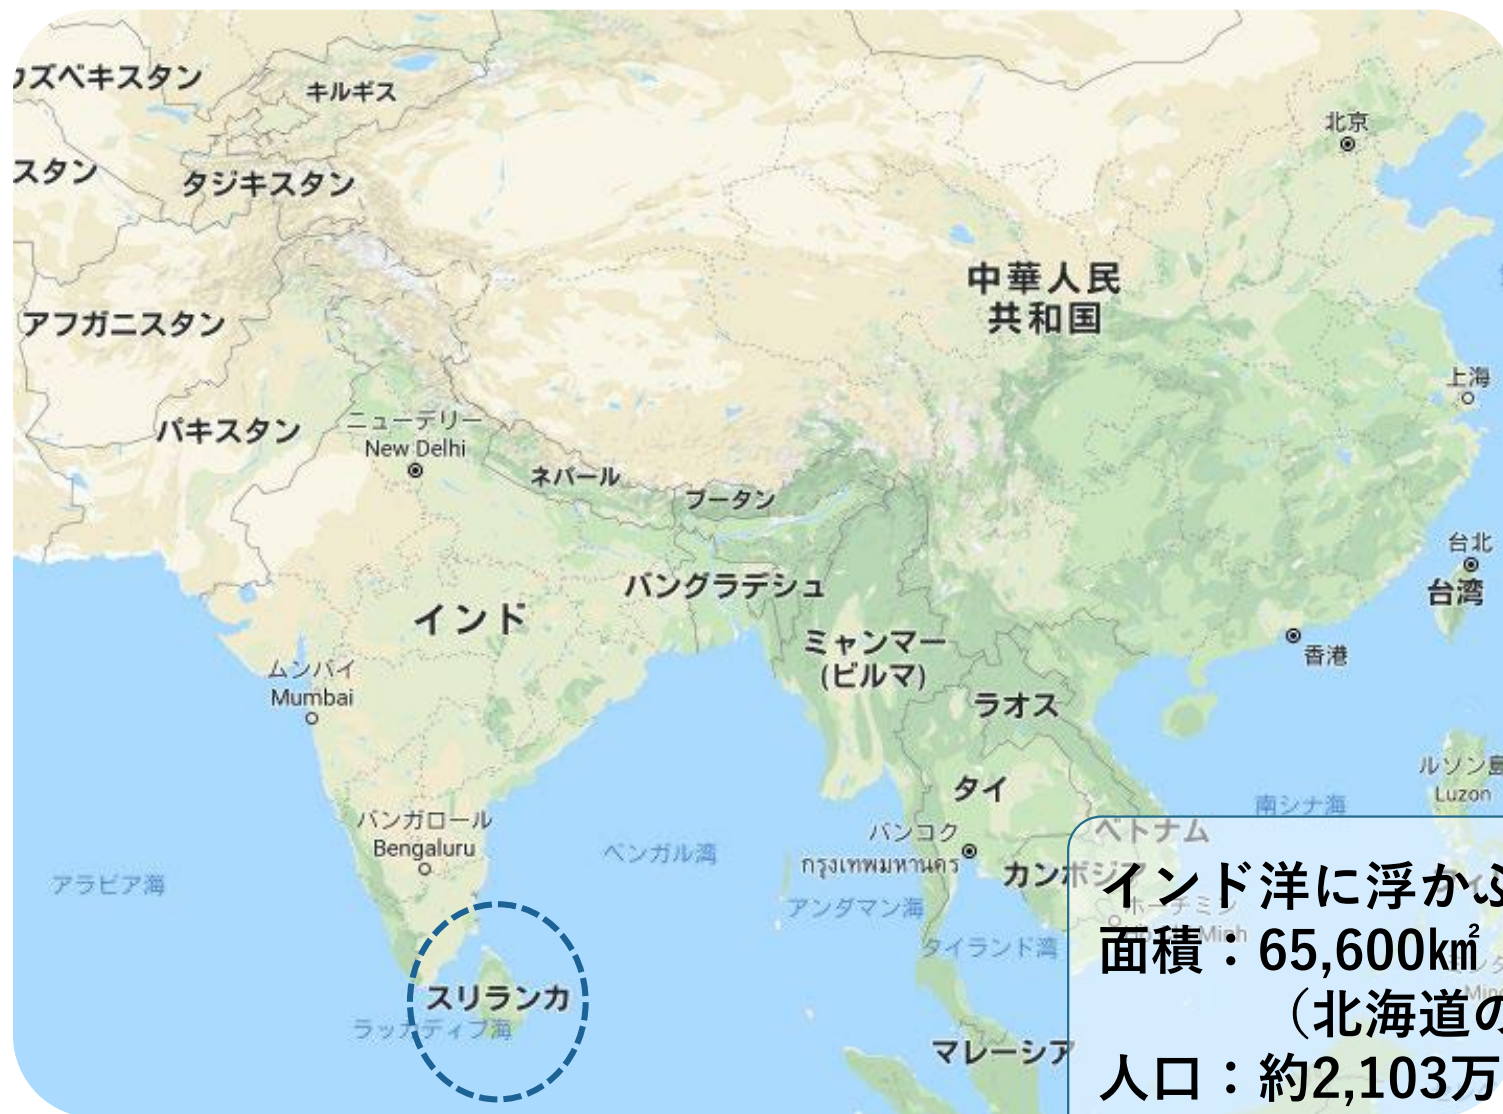 ウズベキスタン
キルギス
北京
スタン
タジキスタン
中華人民
共和国
アフガニスタン
上海
パキスタン
ニューデリー
New Delhi
ネパール
ブータン
台北
台湾
バングラデシュ
インド
ミャンマー
(ビルマ)
香港
ムンバイ
Mumbai
ラオス
ルソン島
Luzon
タイ
南シナ海
バンガロール
Bengaluru
ベンガル湾
バンコク
กรุงเทพมหานคร
ベトナム
カンボジア
アラビア海
アンダマン海
ホーチミン
Minh
タイランド湾
スリランカ
ラッカディブ海
マレーシア
インド洋に浮かぶ
面積：65,600㎢
（北海道の
人口：約2,103万